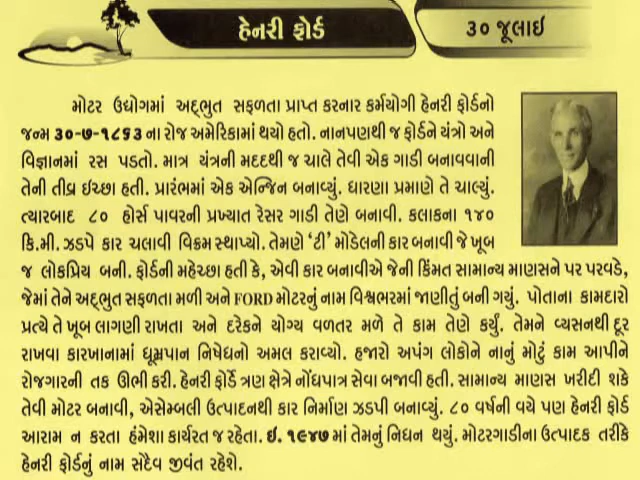 હેનરી ફોર્ડ
૩૦ જૂલાઇ
મોટર ઉદ્યોગમાં અદ્ભુત સફળતા પ્રાપ્ત કરનાર કર્મયોગી હેનરી ફોર્ડનો
જન્મ ૩૦-૭-૧૮૬૩ ના રોજ અમેરિકામાં થયો હતો. નાનપણથી જ ફોર્ડને યંત્રો અને
વિજ્ઞાનમાં રસ પડતો. માત્ર યંત્રની મદદથી જ ચાલે તેવી એક ગાડી બનાવવાની
તેની તીવ્ર ઈચ્છા હતી. પ્રારંભમાં એક એન્જિન બનાવ્યું. ધારણા પ્રમાણે તે ચાલ્યું.
ત્યારબાદ ૮૦ હોર્સ પાવરની પ્રખ્યાત રેસર ગાડી તેણે બનાવી. કલાકના ૧૪૦
કિ.મી. ઝડપે કાર ચલાવી વિક્રમ સ્થાપ્યો. તેમણે ‘ટી’ મોડેલની કાર બનાવી જે ખૂબ
જ લોકપ્રિય બની. ફોર્ડની મહેચ્છા હતી કે, એવી કાર બનાવીએ જેની કિંમત સામાન્ય માણસને પર પરવડે,
જેમાં તેને અદ્ભુત સફળતા મળી અને FORD મોટરનું નામ વિશ્વભરમાં જાણીતું બની ગયું. પોતાના કામદારો
પ્રત્યે તે ખૂબ લાગણી રાખતા અને દરેકને યોગ્ય વળતર મળે તે કામ તેણે કર્યું. તેમને વ્યસનથી દૂર
રાખવા કારખાનામાં ધૂમ્રપાન નિષેધનો અમલ કરાવ્યો. હજારો અપંગ લોકોને નાનું મોટું કામ આપીને
રોજગારની તક ઊભી કરી. હેનરી ફોર્ડે ત્રણ ક્ષેત્રે નોંધપાત્ર સેવા બજાવી હતી. સામાન્ય માણસ ખરીદી શકે
તેવી મોટર બનાવી, એસેમ્બલી ઉત્પાદનથી કાર નિર્માણ ઝડપી બનાવ્યું. ૮૦ વર્ષની વયે પણ હેનરી ફોર્ડ
આરામ ન કરતા હંમેશા કાર્યરત જ રહેતા. ઇ. ૧૯૪૭ માં તેમનું નિધન થયું. મોટરગાડીના ઉત્પાદક તરીકે
હેનરી ફોર્ડનું નામ સદૈવ જીવંત રહેશે.